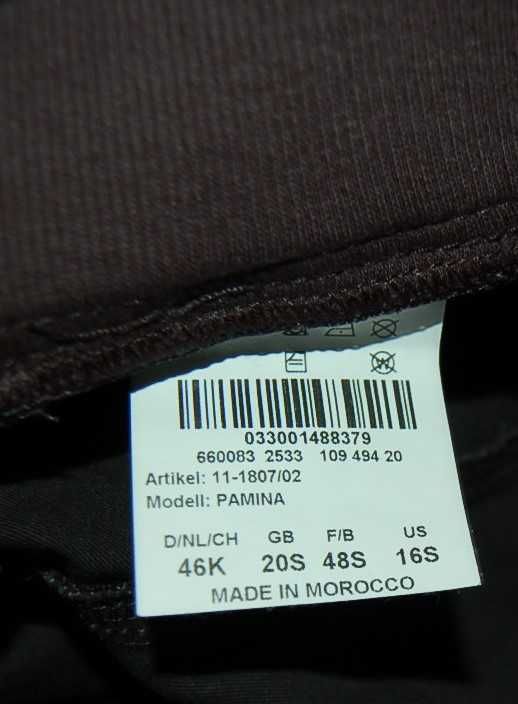 033001488379
660083 2533 109 494 20
Artikel: 11-1807/02
Modell: PAMINA
D/NL/CH GB F/B US
46K 20S 48S 16S
MADE IN MOROCCO